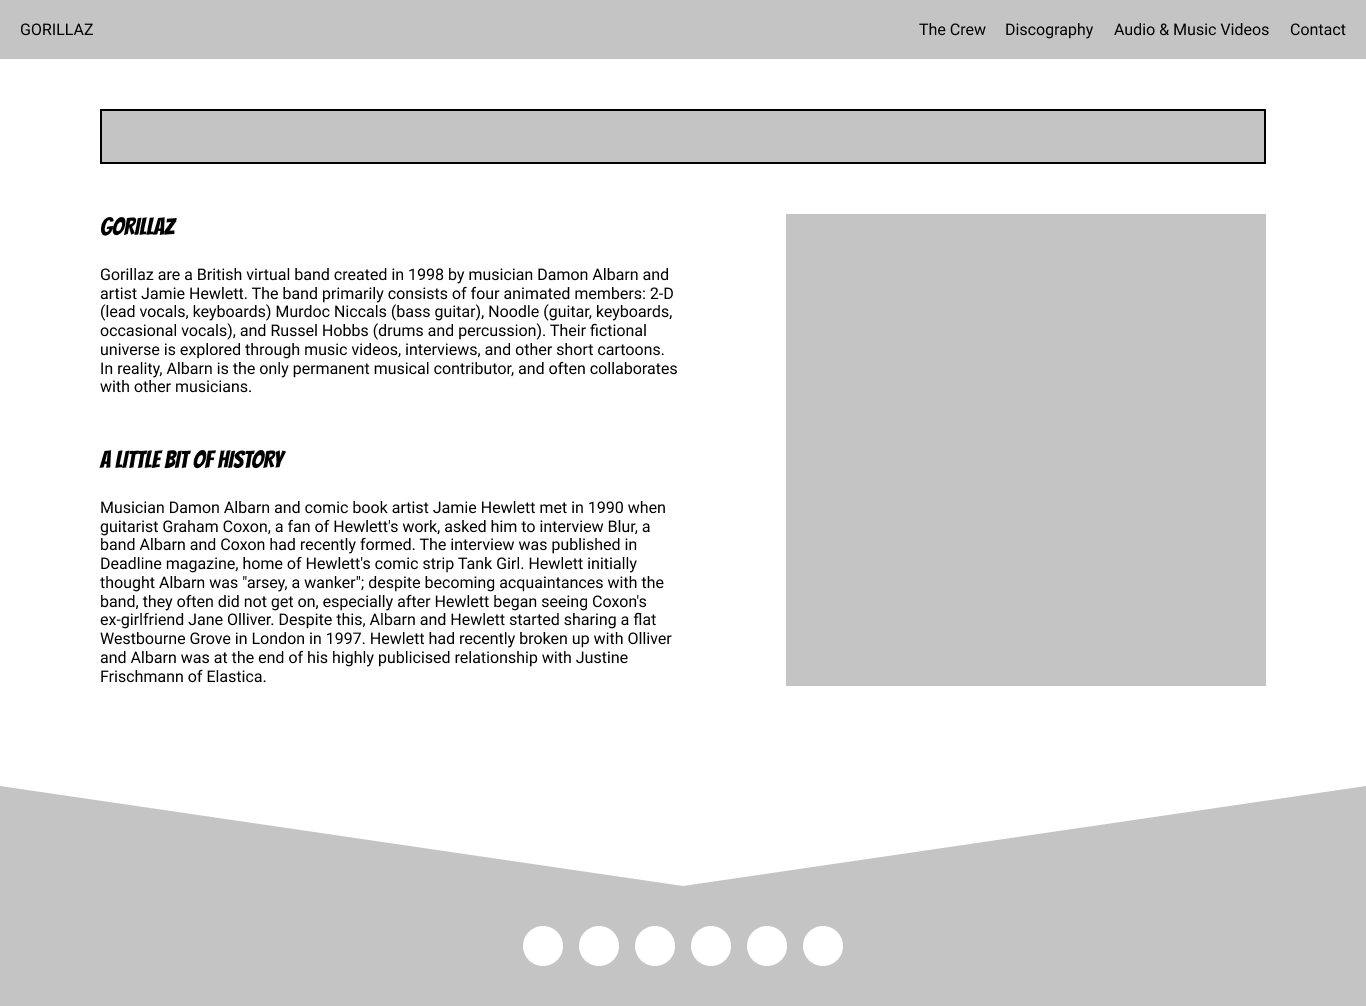 GORILLAZ
The Crew Discography Audio & Music Videos Contact
GORILLAZ
Gorillaz are a British virtual band created in 1998 by musician Damon Albarn and
artist Jamie Hewlett. The band primarily consists of four animated members: 2-D
(lead vocals, keyboards) Murdoc Niccals (bass guitar), Noodle (guitar, keyboards,
occasional vocals), and Russel Hobbs (drums and percussion). Their fictional
universe is explored through music videos, interviews, and other short cartoons.
In reality, Albarn is the only permanent musical contributor, and often collaborates
with other musicians.
A LITTLE BIT OF HISTORY
Musician Damon Albarn and comic book artist Jamie Hewlett met in 1990 when
guitarist Graham Coxon, a fan of Hewlett's work, asked him to interview Blur, a
band Albarn and Coxon had recently formed. The interview was published in
Deadline magazine, home of Hewlett's comic strip Tank Girl. Hewlett initially
thought Albarn was "arsey, a wanker"; despite becoming acquaintances with the
band, they often did not get on, especially after Hewlett began seeing Coxon's
ex-girlfriend Jane Olliver. Despite this, Albarn and Hewlett started sharing a flat
Westbourne Grove in London in 1997. Hewlett had recently broken up with Olliver
and Albarn was at the end of his highly publicised relationship with Justine
Frischmann of Elastica.